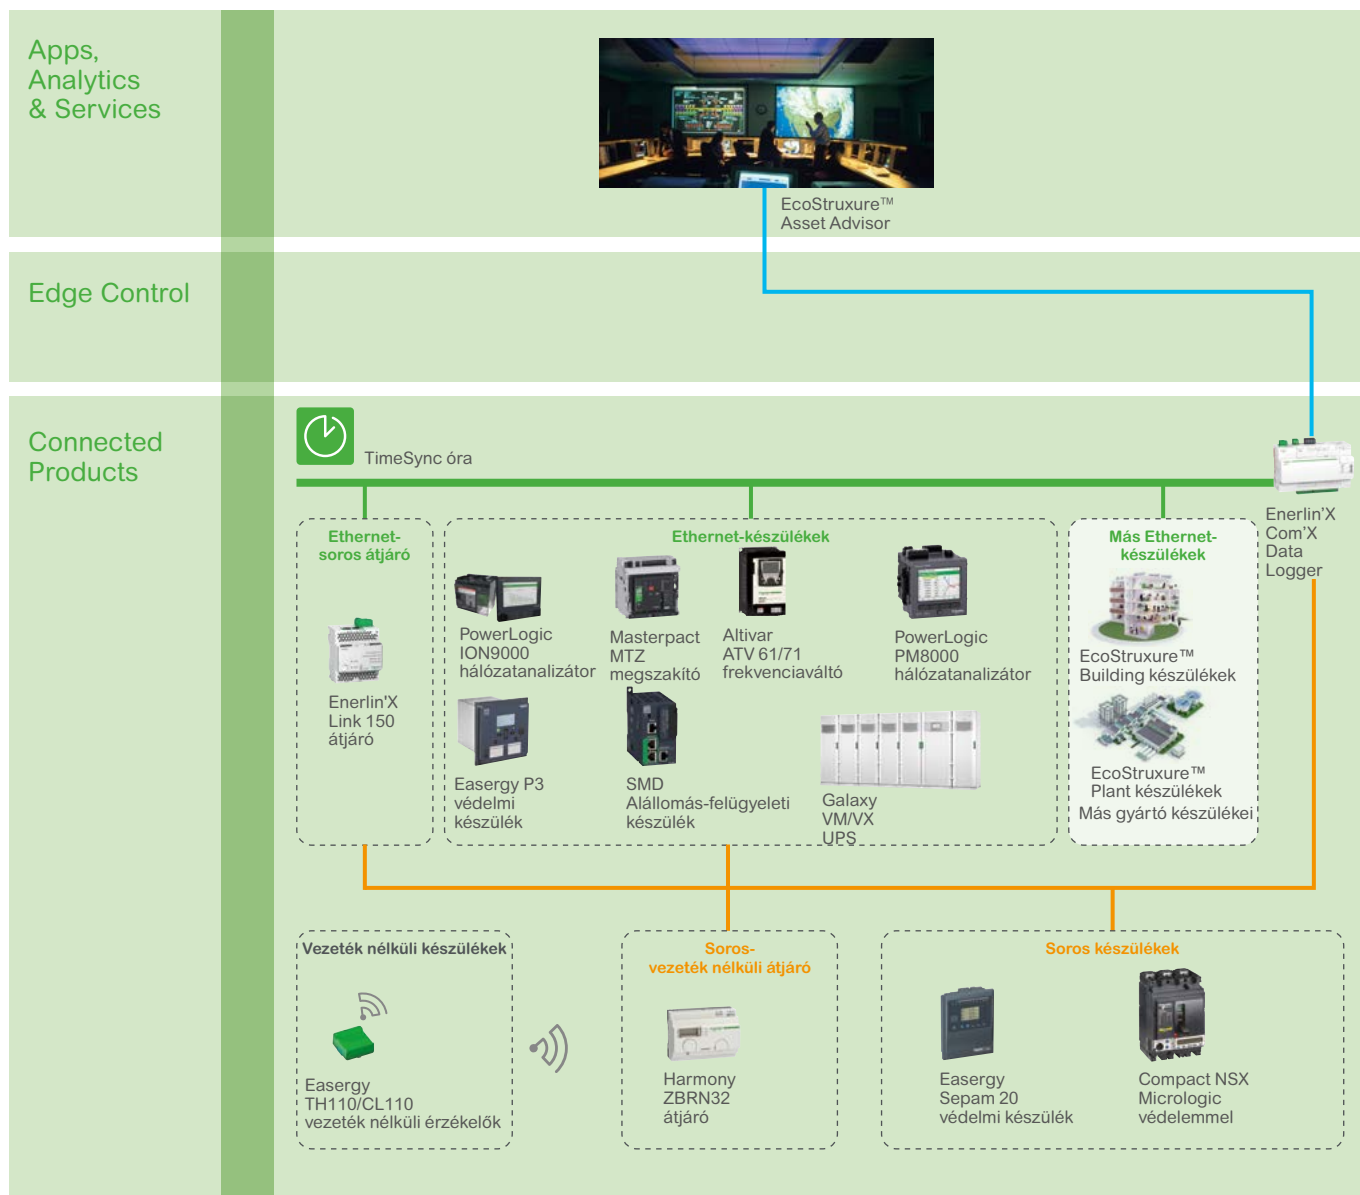 Apps,
Analytics
& Services
EcoStruxure™
Asset Advisor
Edge Control
Connected
Products
TimeSync óra
Enerlin’X
Com’X
Data
Logger
Ethernet-
soros átjáró
Enerlin'X
Link 150
átjáró
Ethernet-készülékek
PowerLogic
ION9000
hálózatanalizátor
Masterpact
MTZ
megszakító
Altivar
ATV 61/71
frekvenciaváltó
PowerLogic
PM8000
hálózatanalizátor
Easergy P3
védelmi
készülék
SMD
Alállomás-felügyeleti
készülék
Galaxy
VM/VX
UPS
Más Ethernet-
készülékek
EcoStruxure™
Building készülékek
EcoStruxure™
Plant készülékek
Más gyártó készülékei
Vezeték nélküli készülékek
Easergy
TH110/CL110
vezeték nélküli érzékelők
Soros-
vezeték nélküli átjáró
Harmony
ZBRN32
átjáró
Soros készülékek
Easergy
Sepam 20
védelmi készülék
Compact NSX
Micrologic
védelemmel